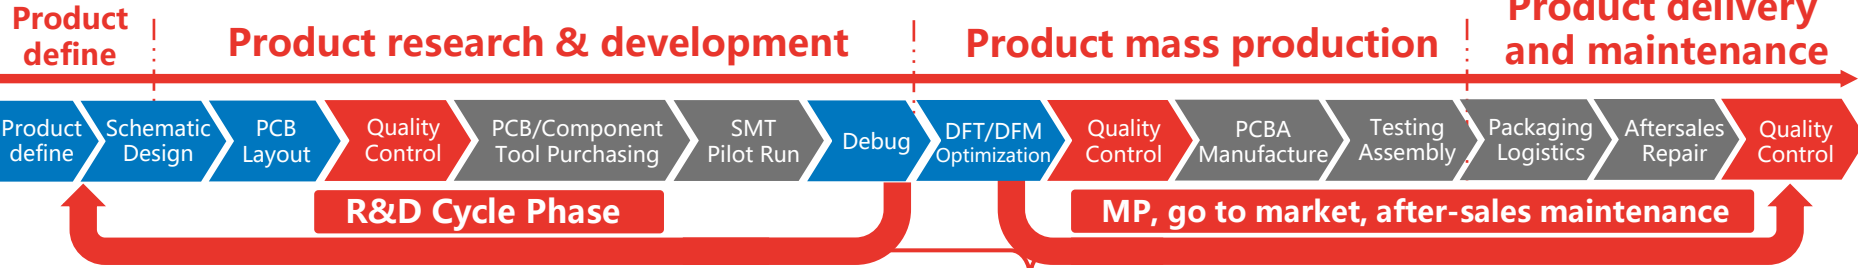 Product
define
Product research & development
Product mass production
Product delivery
and maintenance
Product
define
Schematic
Design
PCB
Layout
Quality
Control
PCB/Component
Tool Purchasing
SMT
Pilot Run
Debug
DFT/DFM
Optimization
Quality
Control
PCBA
Manufacture
Testing
Assembly
Packaging
Logistics
Aftersales
Repair
Quality
Control
R&D Cycle Phase
MP, go to market, after-sales maintenance